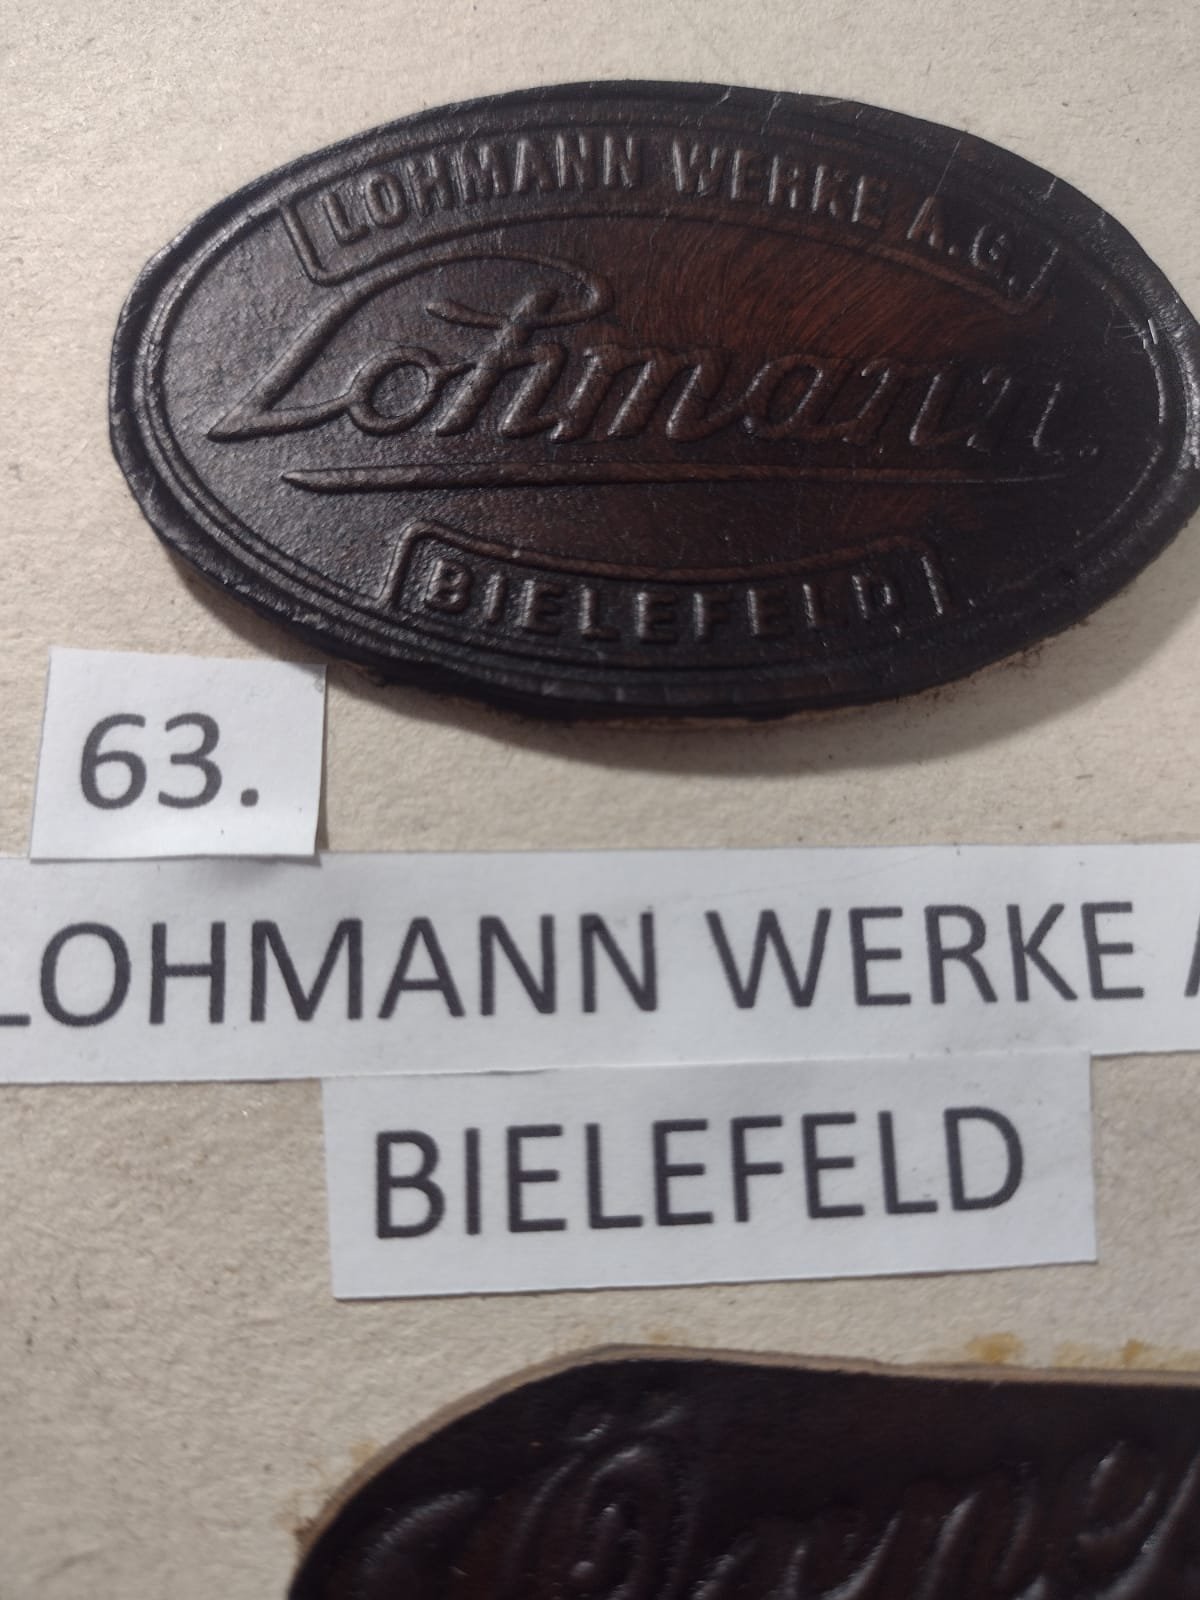 LOHMANN WERKE A.G.
Lohmann.
BIELEFELD
63.
LOHMANN WERKE A
BIELEFELD